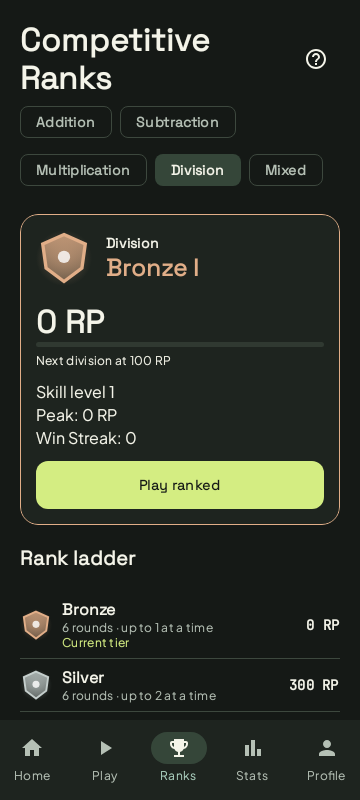 Competitive
Ranks
Addition
Subtraction
Multiplication
Division
Mixed
Division
Bronze I
0 RP
Next division at 100 RP
Skill level 1
Peak: 0 RP
Win Streak: 0
Play ranked
Rank ladder
Bronze
6 rounds · up to 1 at a time
Current tier
0 RP
Silver
6 rounds · up to 2 at a time
300 RP
Home
Play
Ranks
Stats
Profile